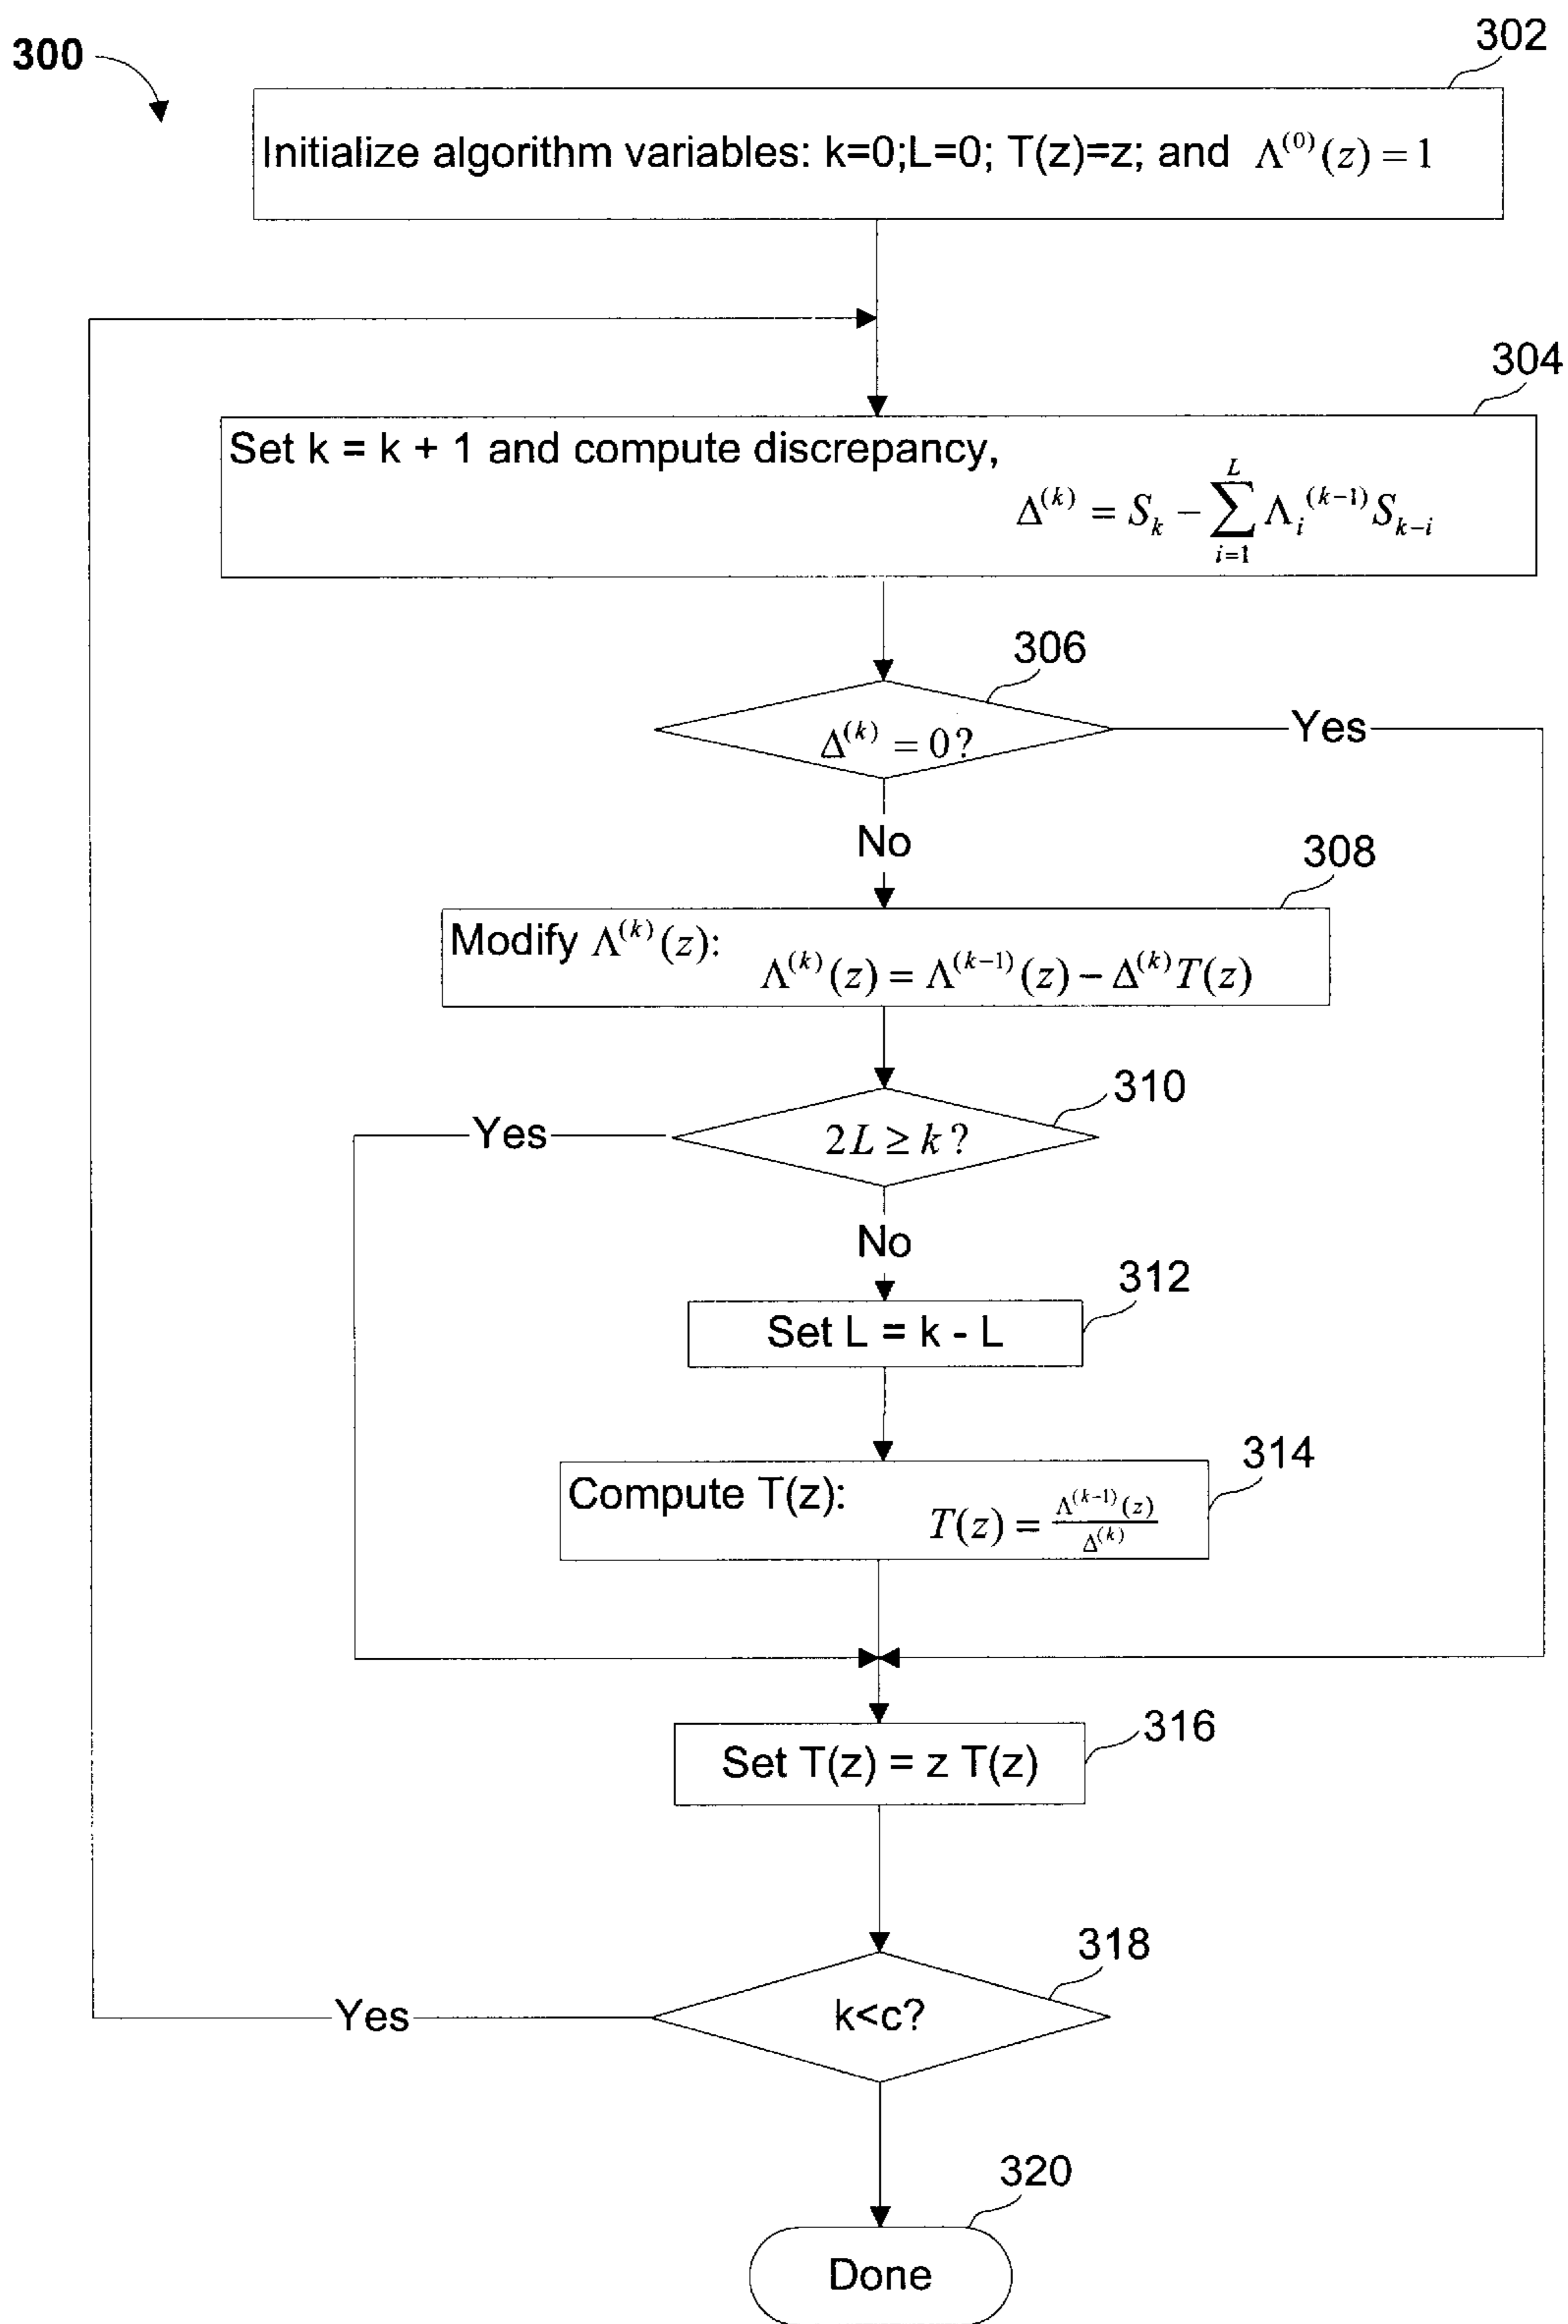 300
302
Initialize algorithm variables: k=0;L=0; T(z)=z; and Λ^{(0)}(z) = 1
304
Set k = k + 1 and compute discrepancy,
Δ^{(k)} = S_k − \sum_{i=1}^{L} Λ_i^{(k−1)} S_{k−i}
306
Δ^{(k)} = 0?
Yes
No
308
Modify Λ^{(k)}(z):
Λ^{(k)}(z) = Λ^{(k−1)}(z) − Δ^{(k)}T(z)
310
2L ≥ k?
Yes
No
312
Set L = k - L
314
Compute T(z):
T(z) = \frac{Λ^{(k−1)}(z)}{Δ^{(k)}}
316
Set T(z) = z T(z)
318
k<c?
Yes
320
Done